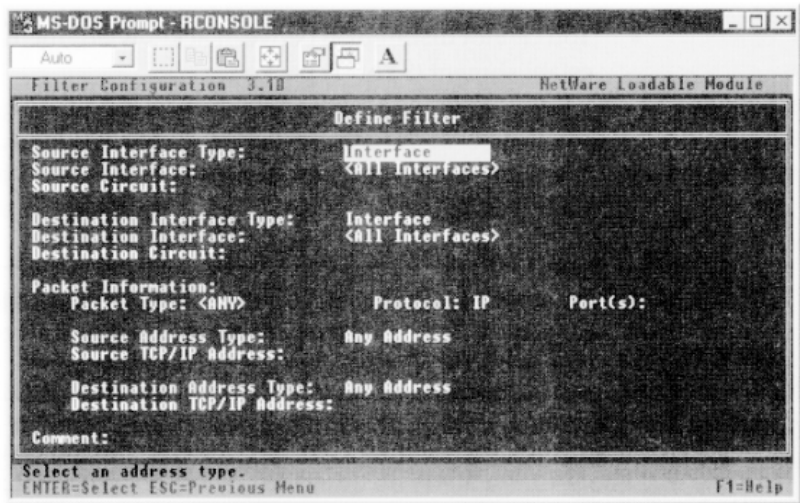 MS-DOS Prompt - RCONSOLE
Auto A
Filter Configuration 3.18 NetWare Loadable Module
Define Filter
Source Interface Type: Interface
Source Interface: <All Interfaces>
Source Circuit:
Destination Interface Type: Interface
Destination Interface: <All Interfaces>
Destination Circuit:
Packet Information:
Packet Type: <ANY> Protocol: IP Port(s):
Source Address Type: Any Address
Source TCP/IP Address:
Destination Address Type: Any Address
Destination TCP/IP Address:
Comment:
Select an address type.
ENTER=Select ESC=Previous Menu F1=Help